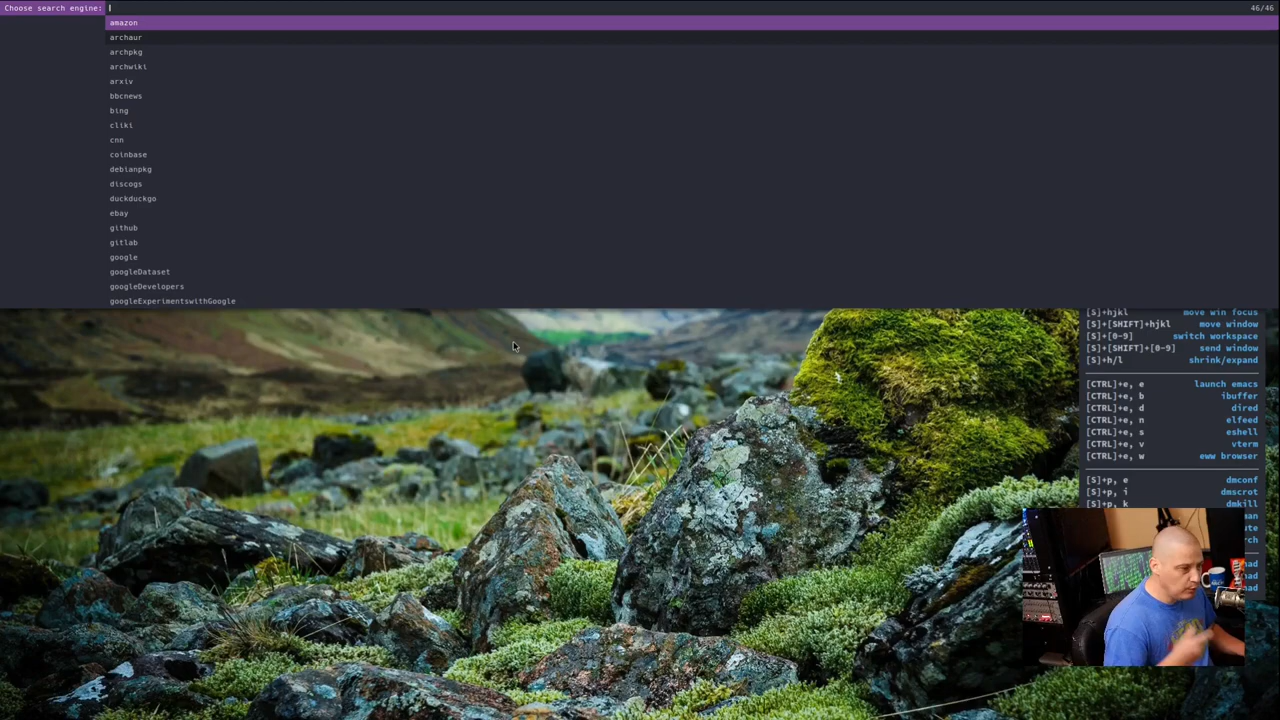 Choose search engine:
46/46
amazon
archaur
archpkg
archwiki
arxiv
bbcnews
bing
cliki
cnn
coinbase
debianpkg
discogs
duckduckgo
ebay
github
gitlab
google
googleDataset
googleDevelopers
googleExperimentswithGoogle
[S]+hjkl move win focus
[S]+[SHIFT]+hjkl move window
[S]+[0-9] switch workspace
[S]+[SHIFT]+[0-9] send window
[S]+h/l shrink/expand
[CTRL]+e, e launch emacs
[CTRL]+e, b ibuffer
[CTRL]+e, d dired
[CTRL]+e, n elfeed
[CTRL]+e, s eshell
[CTRL]+e, v vterm
[CTRL]+e, w eww browser
[S]+p, e dmconf
[S]+p, i dmscrot
[S]+p, k dmkill